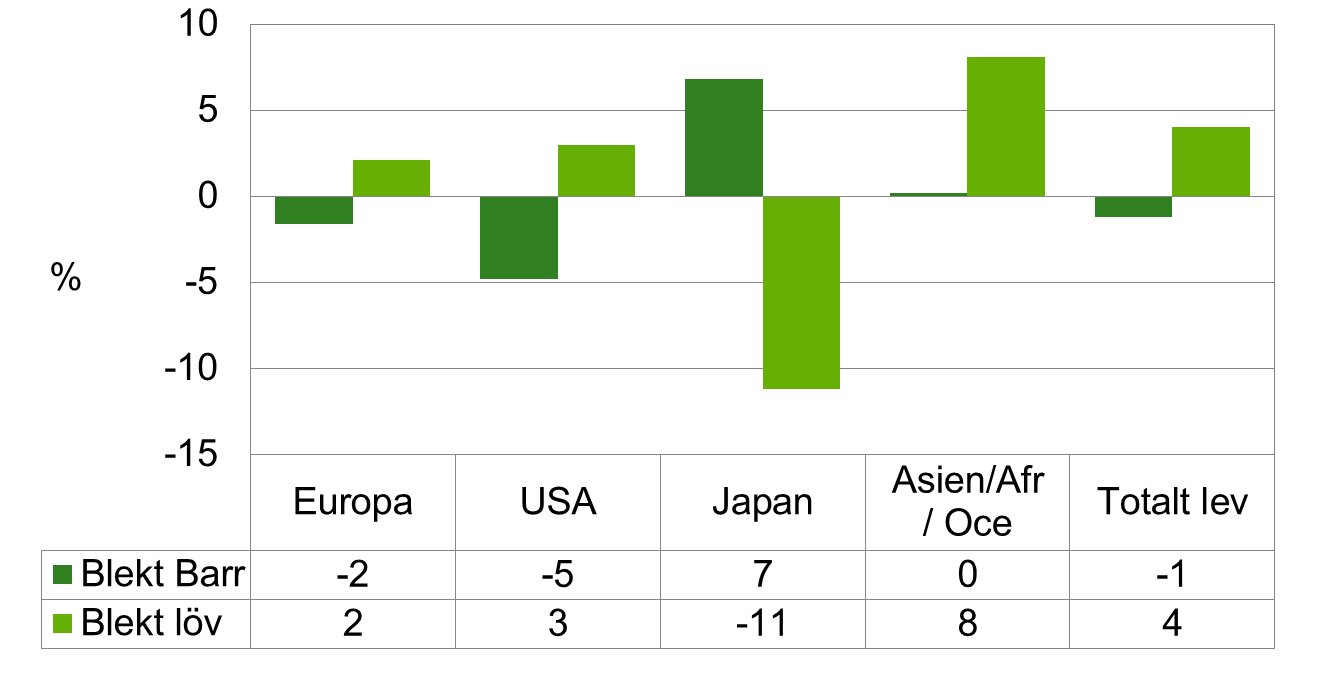 10
5
0
-5
-10
-15
%
Europa USA Japan Asien/Afr
/ Oce Totalt lev
Blekt Barr -2 -5 7 0 -1
Blekt löv 2 3 -11 8 4